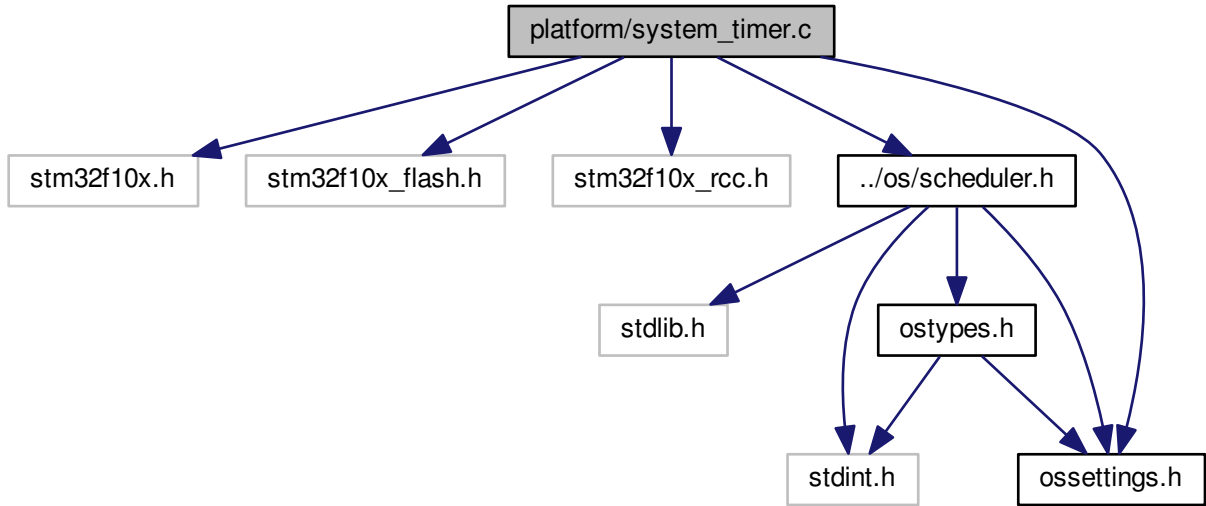 platform/system_timer.c
stm32f10x.h
stm32f10x_flash.h
stm32f10x_rcc.h
../os/scheduler.h
stdlib.h
ostypes.h
stdint.h
ossettings.h